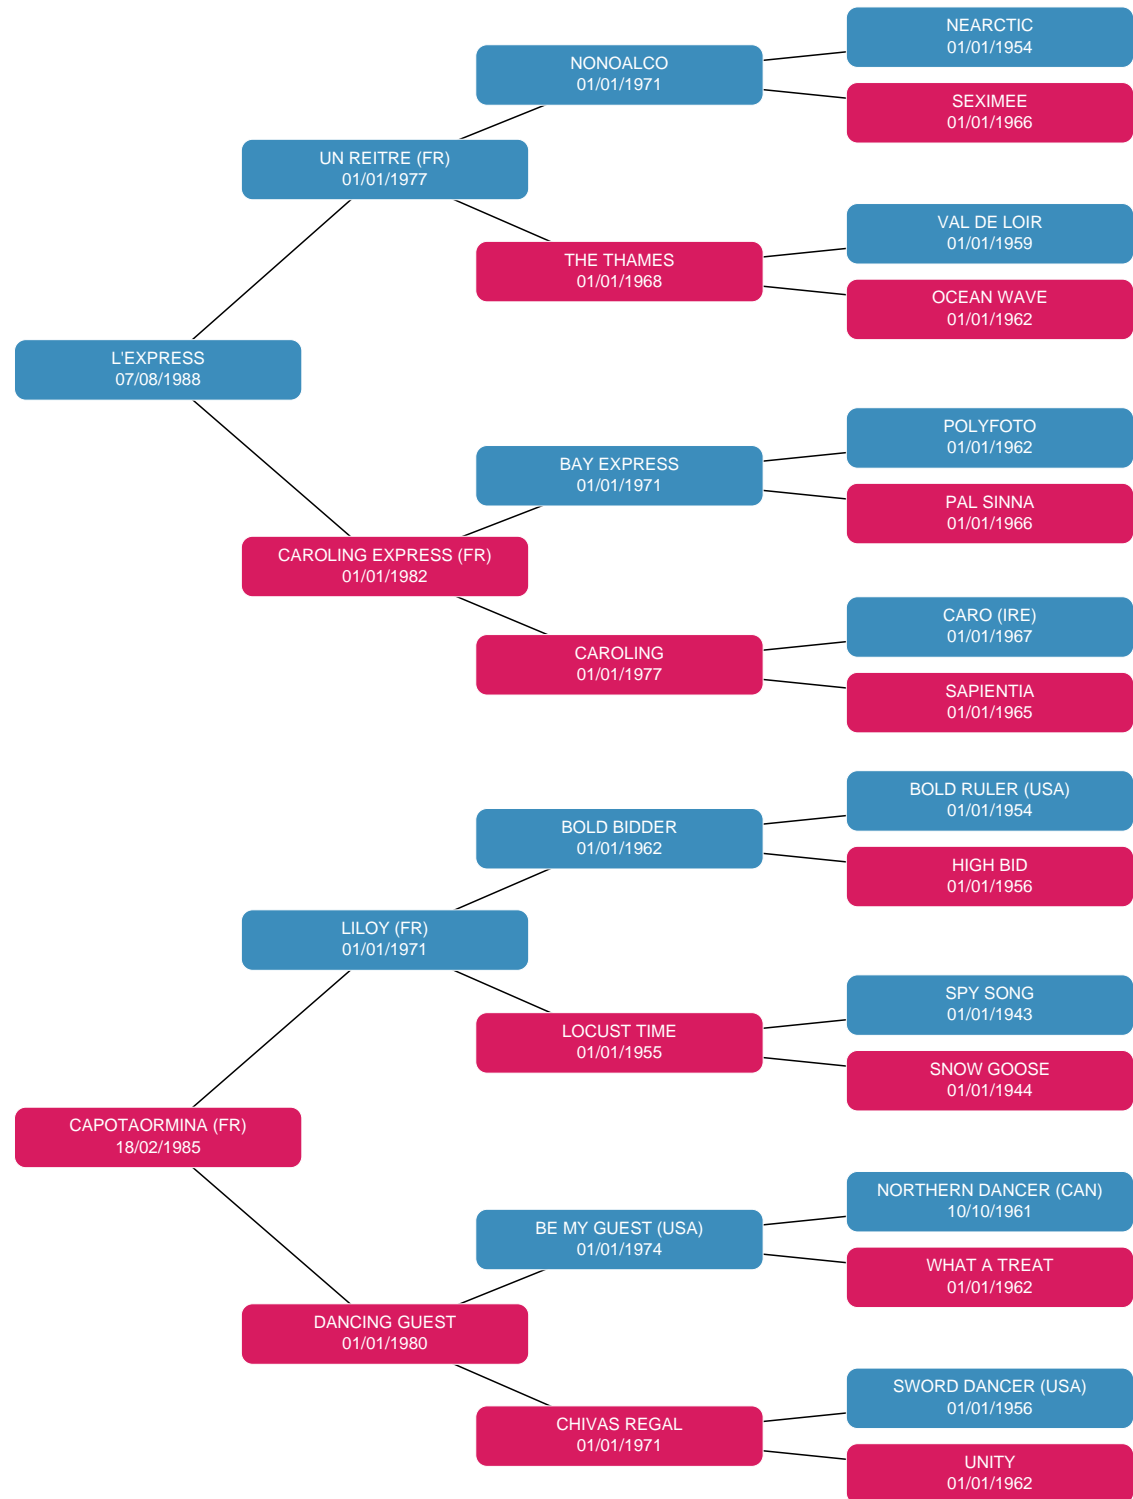 NEARCTIC
01/01/1954
NONOALCO
01/01/1971
SEXIMEE
01/01/1966
UN REITRE (FR)
01/01/1977
VAL DE LOIR
01/01/1959
THE THAMES
01/01/1968
OCEAN WAVE
01/01/1962
L'EXPRESS
07/08/1988
POLYFOTO
01/01/1962
BAY EXPRESS
01/01/1971
PAL SINNA
01/01/1966
CAROLING EXPRESS (FR)
01/01/1982
CARO (IRE)
01/01/1967
CAROLING
01/01/1977
SAPIENTIA
01/01/1965
BOLD RULER (USA)
01/01/1954
BOLD BIDDER
01/01/1962
HIGH BID
01/01/1956
LILOY (FR)
01/01/1971
SPY SONG
01/01/1943
LOCUST TIME
01/01/1955
SNOW GOOSE
01/01/1944
CAPOTAORMINA (FR)
18/02/1985
NORTHERN DANCER (CAN)
10/10/1961
BE MY GUEST (USA)
01/01/1974
WHAT A TREAT
01/01/1962
DANCING GUEST
01/01/1980
SWORD DANCER (USA)
01/01/1956
CHIVAS REGAL
01/01/1971
UNITY
01/01/1962